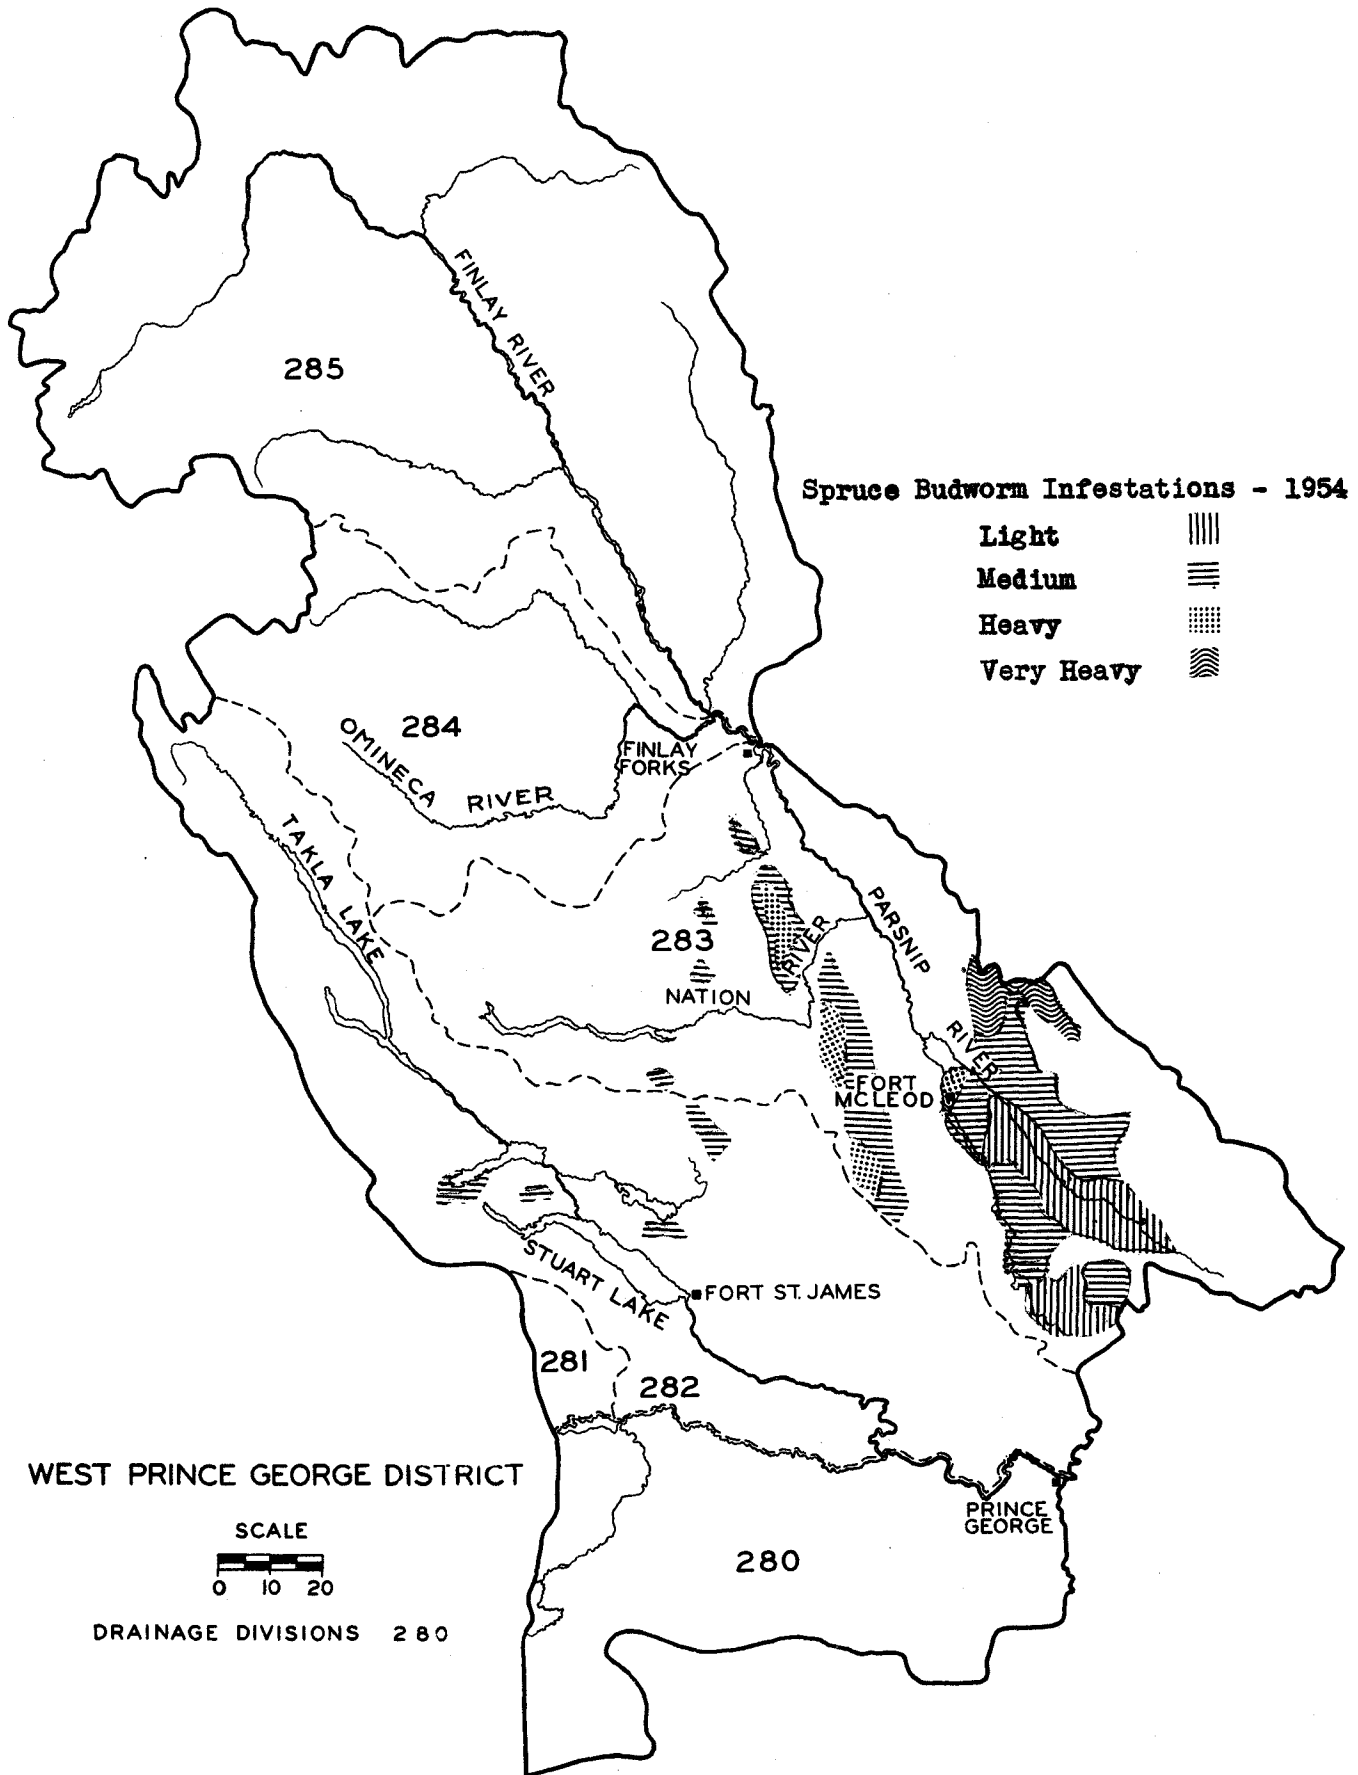 FINLAY RIVER
285
Spruce Budworm Infestations - 1954
Light
Medium
Heavy
Very Heavy
284
OMINECA RIVER
FINLAY
FORKS
TAKLA LAKE
PARSNIP RIVER
283
NATION RIVER
FORT
MCLEOD
STUART LAKE
FORT ST. JAMES
281
282
WEST PRINCE GEORGE DISTRICT
SCALE
0 10 20
PRINCE
GEORGE
280
DRAINAGE DIVISIONS 280